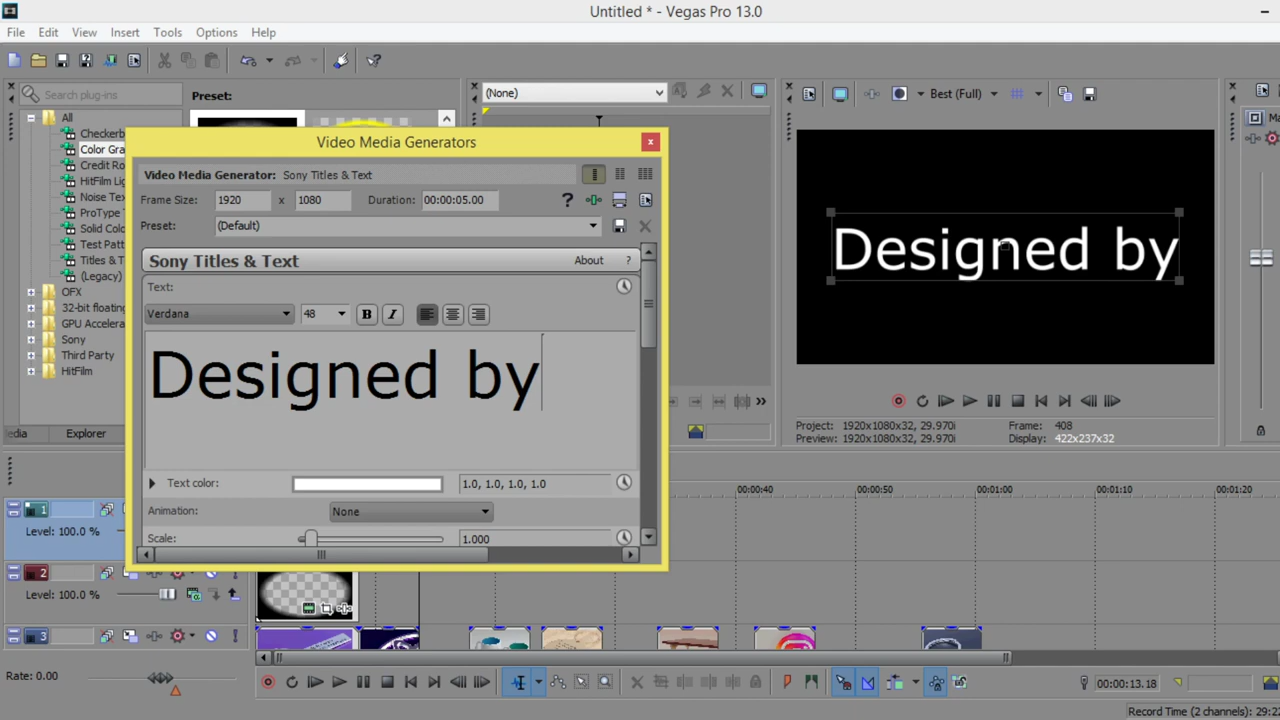 Untitled * - Vegas Pro 13.0
File Edit View Insert Tools Options Help
Search plug-ins
Preset:
(None)
Best (Full)
All
Checkerb
Color Gra
Credit Ro
HitFilm Lig
Noise Tex
ProType T
Solid Colo
Test Patt
Titles & T
(Legacy)
OFX
32-bit floating
GPU Accelera
Sony
Third Party
HitFilm
edia Explorer
Video Media Generators
Video Media Generator: Sony Titles & Text
Frame Size: 1920 x 1080 Duration: 00:00:05.00
Preset: (Default)
Sony Titles & Text About ?
Text:
Verdana 48 B I
Designed by
Text color: 1.0, 1.0, 1.0, 1.0
Animation: None
Scale: 1.000
Designed by
Project: 1920x1080x32, 29.970i Frame: 408
Preview: 1920x1080x32, 29.970i Display: 422x237x32
Ma
00:00:40 00:00:50 00:01:00 00:01:10 00:01:20
1
Level: 100.0 %
2
Level: 100.0 %
3
Rate: 0.00
00:00:13.18
Record Time (2 channels): 29:22